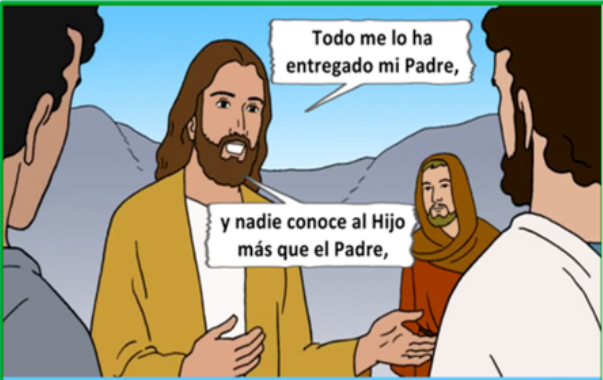 Todo me lo ha
entregado mi Padre,
y nadie conoce al Hijo
más que el Padre,